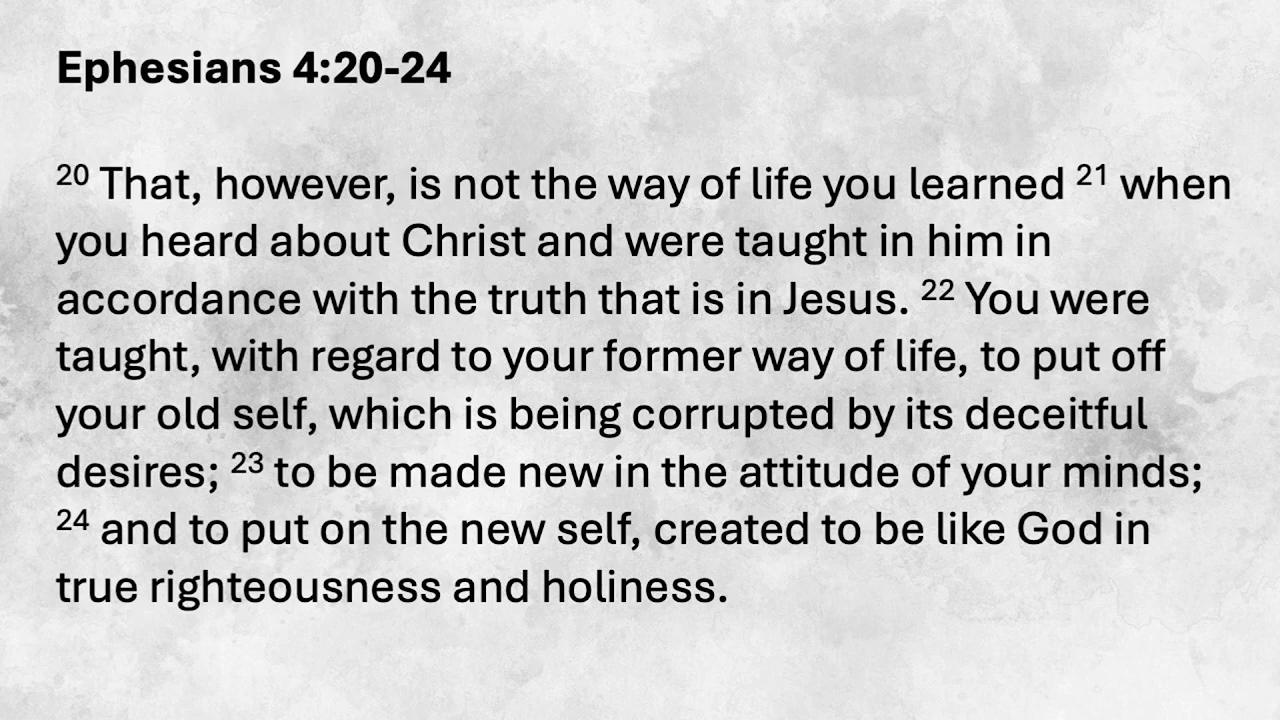 Ephesians 4:20-24
20 That, however, is not the way of life you learned 21 when
you heard about Christ and were taught in him in
accordance with the truth that is in Jesus. 22 You were
taught, with regard to your former way of life, to put off
your old self, which is being corrupted by its deceitful
desires; 23 to be made new in the attitude of your minds;
24 and to put on the new self, created to be like God in
true righteousness and holiness.